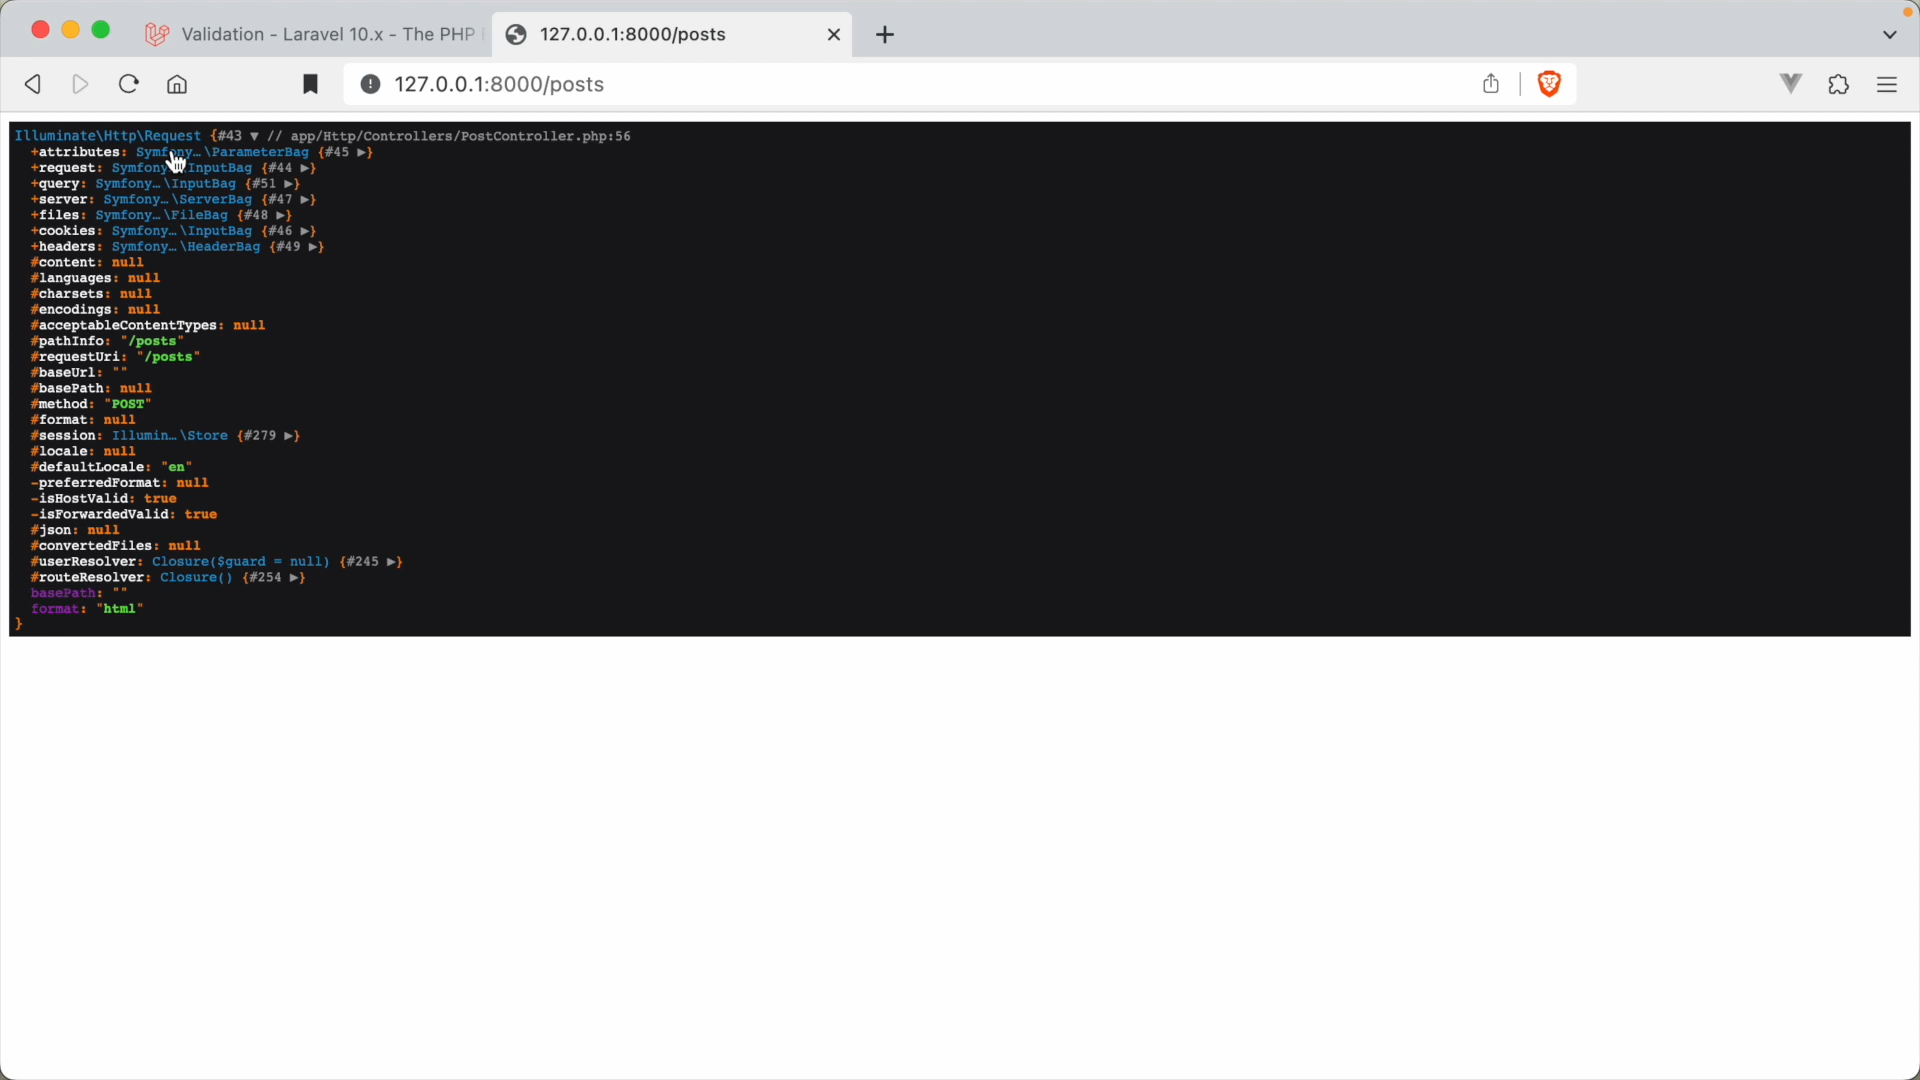 Validation - Laravel 10.x - The PHP
127.0.0.1:8000/posts
127.0.0.1:8000/posts
Illuminate\Http\Request {#43 ▼ // app/Http/Controllers/PostController.php:56
+attributes: Symfony…\ParameterBag {#45 ▶}
+request: Symfony…\InputBag {#44 ▶}
+query: Symfony…\InputBag {#51 ▶}
+server: Symfony…\ServerBag {#47 ▶}
+files: Symfony…\FileBag {#48 ▶}
+cookies: Symfony…\InputBag {#46 ▶}
+headers: Symfony…\HeaderBag {#49 ▶}
#content: null
#languages: null
#charsets: null
#encodings: null
#acceptableContentTypes: null
#pathInfo: "/posts"
#requestUri: "/posts"
#baseUrl: ""
#basePath: null
#method: "POST"
#format: null
#session: Illumin…\Store {#279 ▶}
#locale: null
#defaultLocale: "en"
-preferredFormat: null
-isHostValid: true
-isForwardedValid: true
#json: null
#convertedFiles: null
#userResolver: Closure($guard = null) {#245 ▶}
#routeResolver: Closure() {#254 ▶}
basePath: ""
format: "html"
}